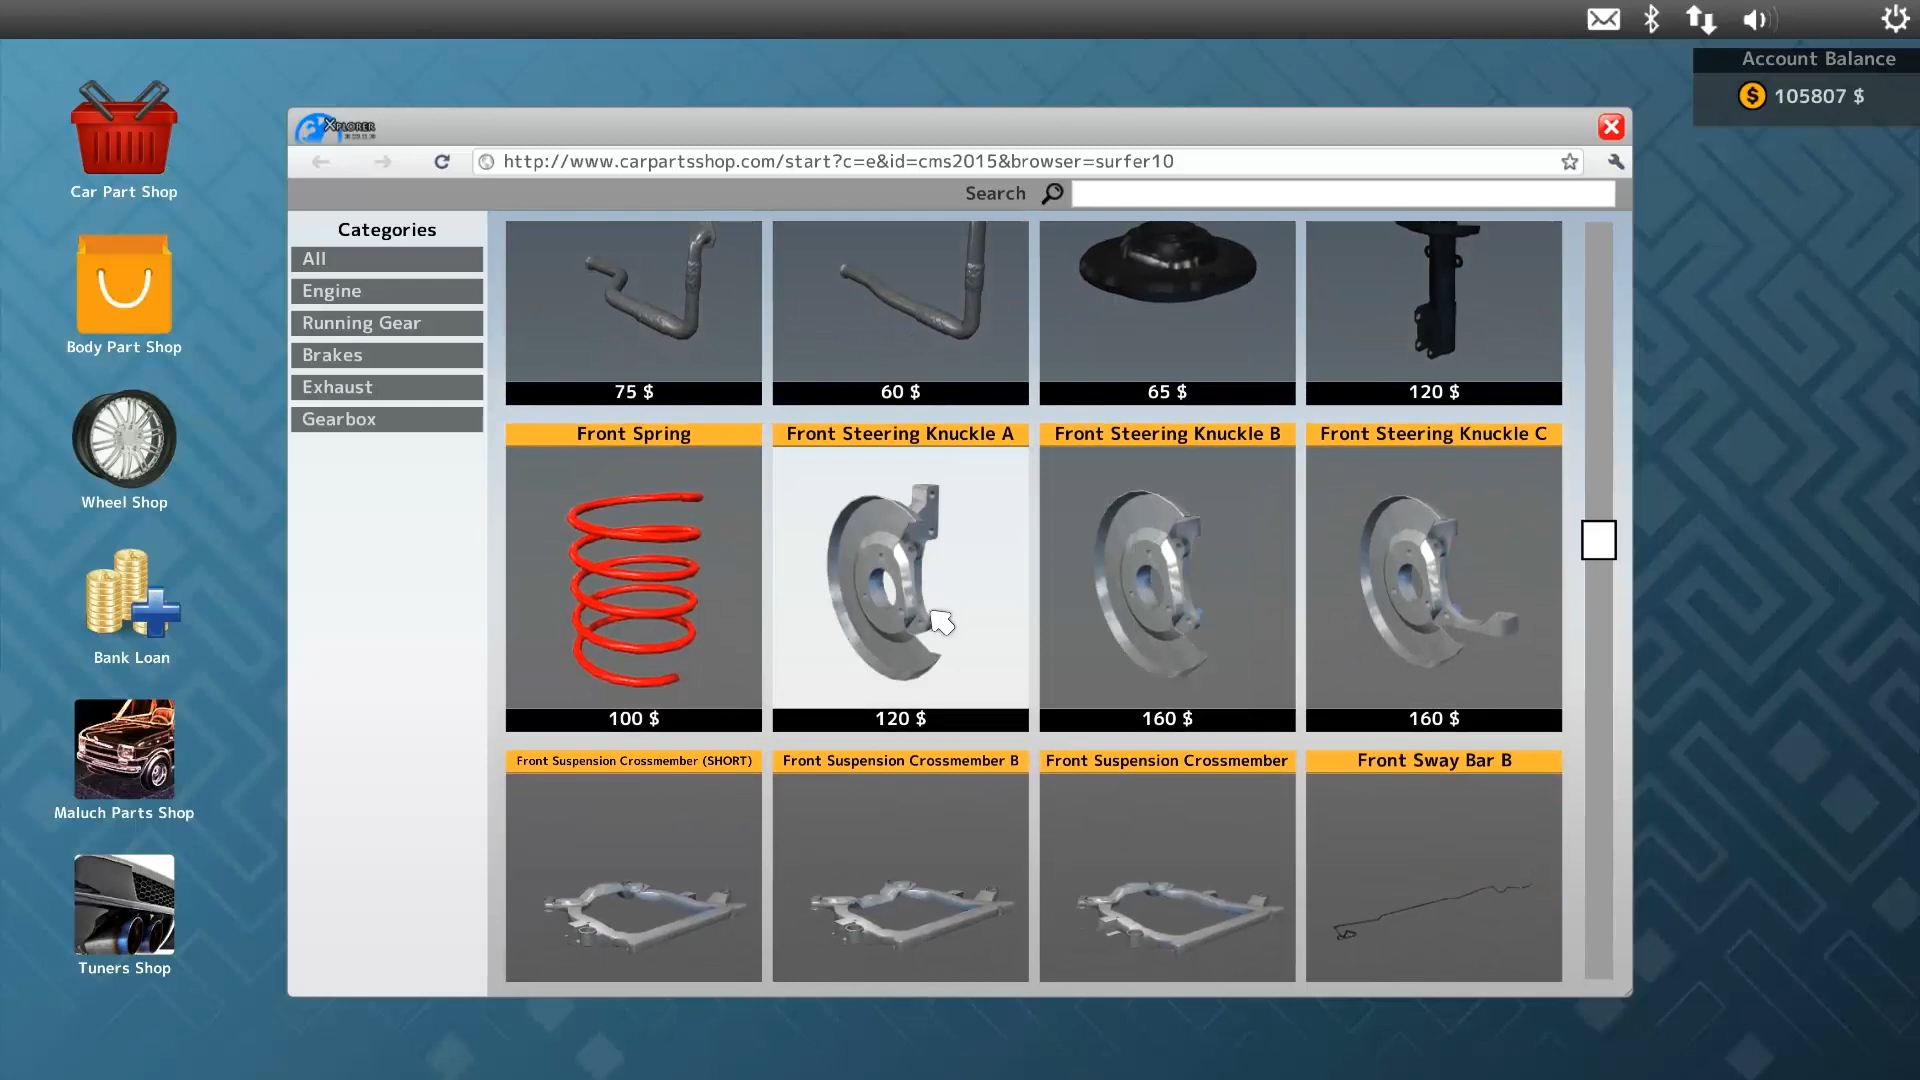 Account Balance
105807 $
Car Part Shop
Body Part Shop
Wheel Shop
Bank Loan
Maluch Parts Shop
Tuners Shop
XPLORER
http://www.carpartsshop.com/start?c=e&id=cms2015&browser=surfer10
Search
Categories
All
Engine
Running Gear
Brakes
Exhaust
Gearbox
75 $
60 $
65 $
120 $
Front Spring
Front Steering Knuckle A
Front Steering Knuckle B
Front Steering Knuckle C
100 $
120 $
160 $
160 $
Front Suspension Crossmember (SHORT)
Front Suspension Crossmember B
Front Suspension Crossmember
Front Sway Bar B